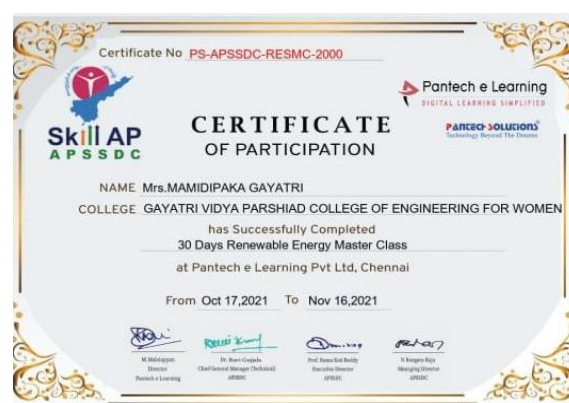 Certificate No PS-APSSDC-RESMC-2000
Skill AP
APSSDC
Pantech e Learning
DIGITAL LEARNING SIMPLIFIED
PANTECH SOLUTIONS
Technology Beyond The Dreams
CERTIFICATE
OF PARTICIPATION
NAME Mrs.MAMIDIPAKA GAYATRI
COLLEGE GAYATRI VIDYA PARSHIAD COLLEGE OF ENGINEERING FOR WOMEN
has Successfully Completed
30 Days Renewable Energy Master Class
at Pantech e Learning Pvt Ltd, Chennai
From Oct 17,2021 To Nov 16,2021
Director
Pantech e Learning
Dr. Ravi Gujjala
Chief General Manager (Technical)
APSSDC
Executive Director
APSSDC
N Bangara Raju
Managing Director
APSSDC